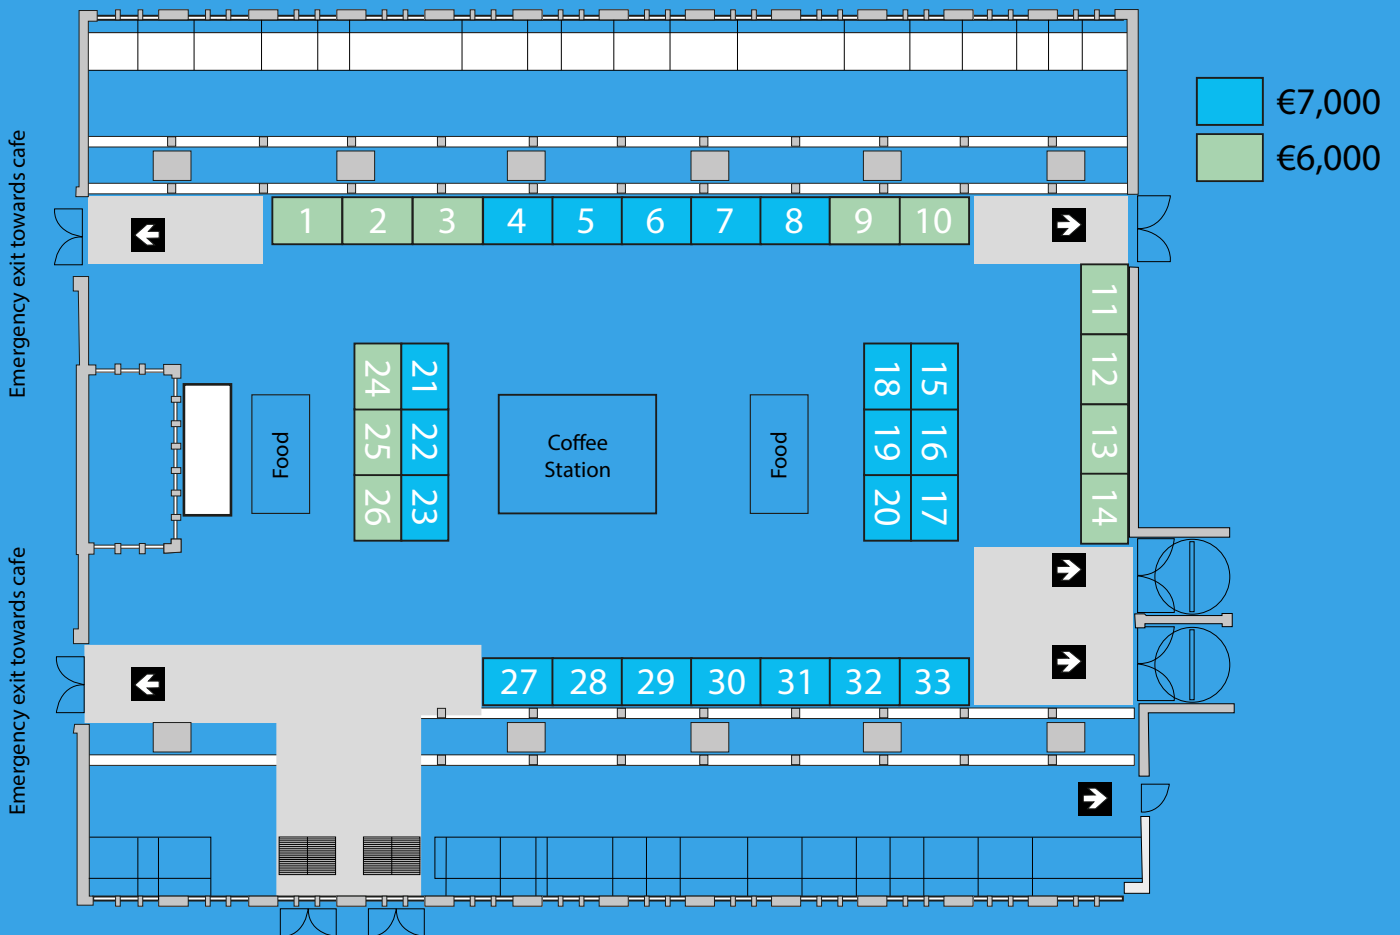 €7,000
€6,000
Emergency exit towards cafe
1 2 3 4 5 6 7 8 9 10
11
12
13
14
24 21
25 22
26 23
Food
Coffee
Station
Food
18 15
19 16
20 17
Emergency exit towards cafe
27 28 29 30 31 32 33